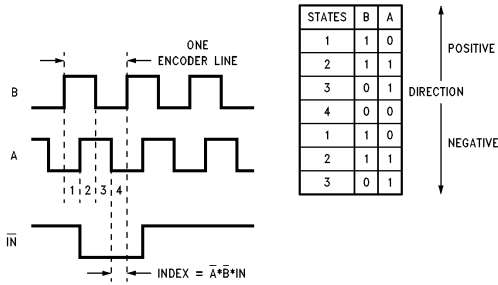 ONE
ENCODER LINE
B
A
1 2 3 4
I̅N̅
INDEX = A̅*B̅*IN
STATES B A
1 1 0
2 1 1
3 0 1
4 0 0
1 1 0
2 1 1
3 0 1
POSITIVE
DIRECTION
NEGATIVE